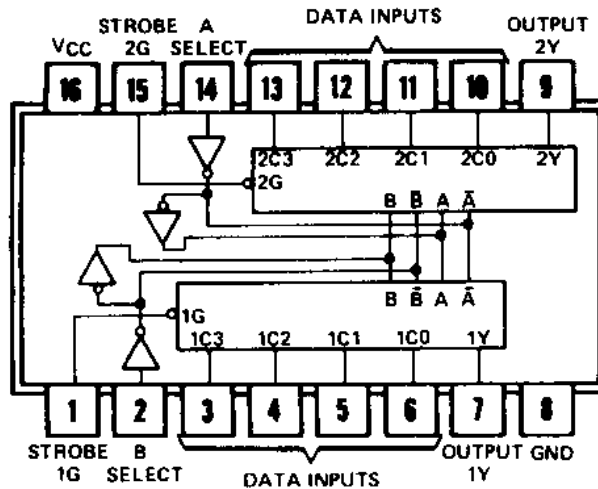 STROBE A DATA INPUTS OUTPUT
VCC 2G SELECT 2Y
16 15 14 13 12 11 10 9
2C3 2C2 2C1 2C0 2Y
2G
B B̄ A Ā
B B̄ A Ā
1G
1C3 1C2 1C1 1C0 1Y
1 2 3 4 5 6 7 8
STROBE B DATA INPUTS OUTPUT GND
1G SELECT 1Y